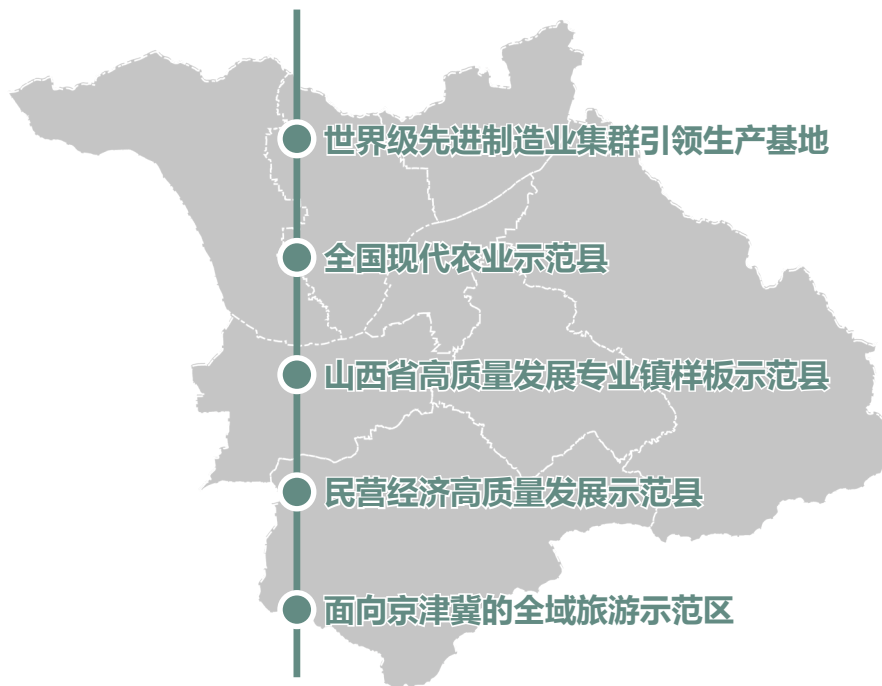 世界级先进制造业集群引领生产基地
全国现代农业示范县
山西省高质量发展专业镇样板示范县
民营经济高质量发展示范县
面向京津冀的全域旅游示范区